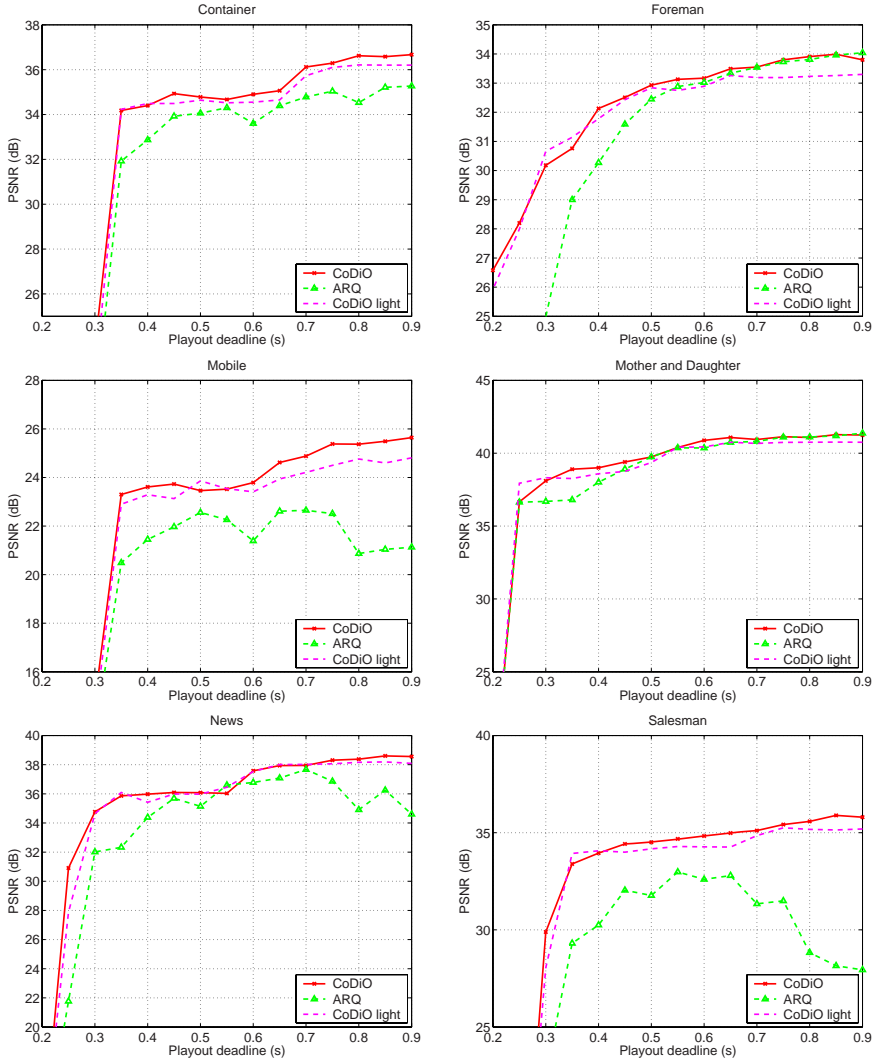 Container
38
36
34
32
30
28
26
PSNR (dB)
0.2 0.3 0.4 0.5 0.6 0.7 0.8 0.9
Playout deadline (s)
CoDiO
ARQ
CoDiO light
Foreman
35
34
33
32
31
30
29
28
27
26
25
PSNR (dB)
0.2 0.3 0.4 0.5 0.6 0.7 0.8 0.9
Playout deadline (s)
CoDiO
ARQ
CoDiO light
Mobile
28
26
24
22
20
18
16
PSNR (dB)
0.2 0.3 0.4 0.5 0.6 0.7 0.8 0.9
Playout deadline (s)
CoDiO
ARQ
CoDiO light
Mother and Daughter
45
40
35
30
25
PSNR (dB)
0.2 0.3 0.4 0.5 0.6 0.7 0.8 0.9
Playout deadline (s)
CoDiO
ARQ
CoDiO light
News
40
38
36
34
32
30
28
26
24
22
20
PSNR (dB)
0.2 0.3 0.4 0.5 0.6 0.7 0.8 0.9
Playout deadline (s)
CoDiO
ARQ
CoDiO light
Salesman
40
35
30
25
PSNR (dB)
0.2 0.3 0.4 0.5 0.6 0.7 0.8 0.9
Playout deadline (s)
CoDiO
ARQ
CoDiO light